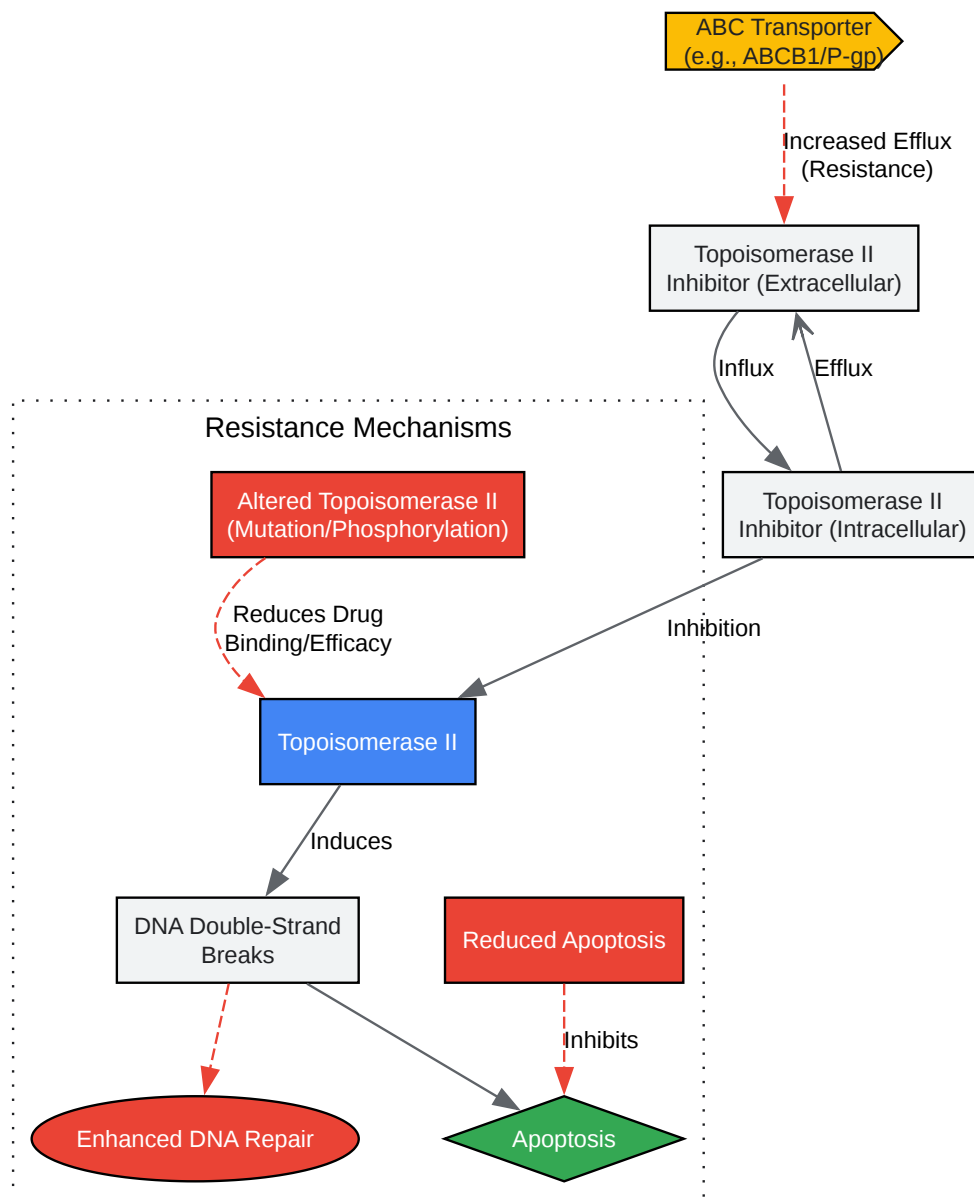 ABC Transporter
(e.g., ABCB1/P-gp)
Increased Efflux
(Resistance)
Topoisomerase II
Inhibitor (Extracellular)
Influx
Efflux
Resistance Mechanisms
Altered Topoisomerase II
(Mutation/Phosphorylation)
Topoisomerase II
Inhibitor (Intracellular)
Reduces Drug
Binding/Efficacy
Inhibition
Topoisomerase II
Induces
DNA Double-Strand
Breaks
Reduced Apoptosis
Inhibits
Enhanced DNA Repair
Apoptosis